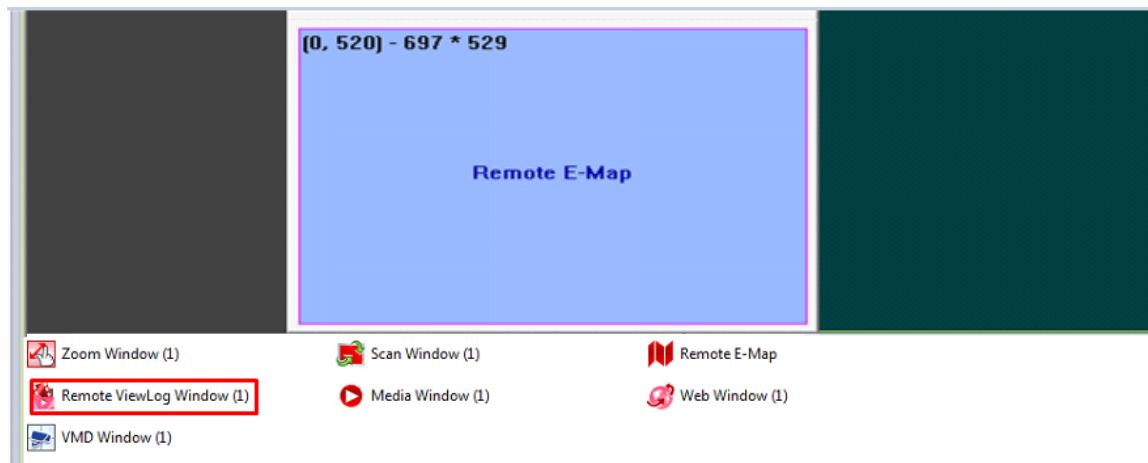 (0, 520) - 697 * 529
Remote E-Map
Zoom Window (1)
Scan Window (1)
Remote E-Map
Remote ViewLog Window (1)
Media Window (1)
Web Window (1)
VMD Window (1)